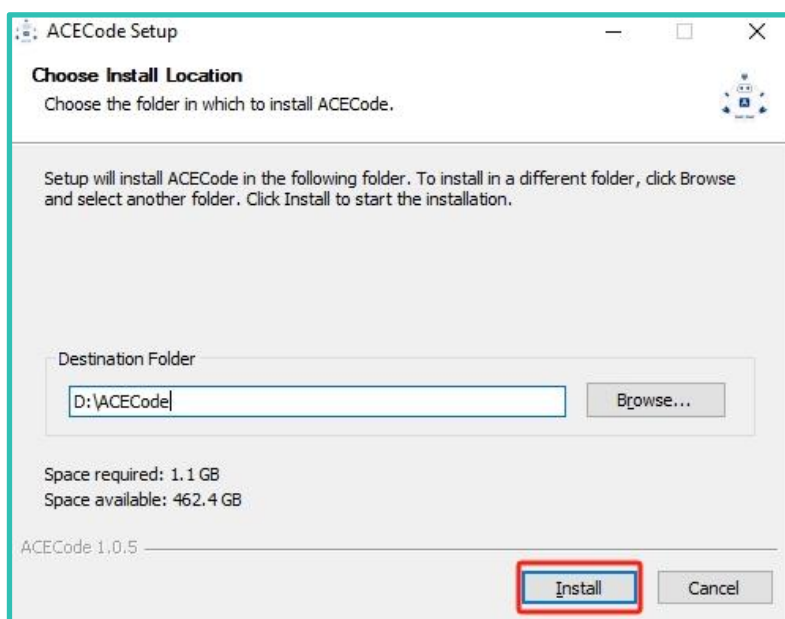 ACECode Setup
Choose Install Location
Choose the folder in which to install ACECode.
A
Setup will install ACECode in the following folder. To install in a different folder, click Browse
and select another folder. Click Install to start the installation.
Destination Folder
D:\ACECode
Browse...
Space required: 1.1 GB
Space available: 462.4 GB
ACECode 1.0.5
Install
Cancel